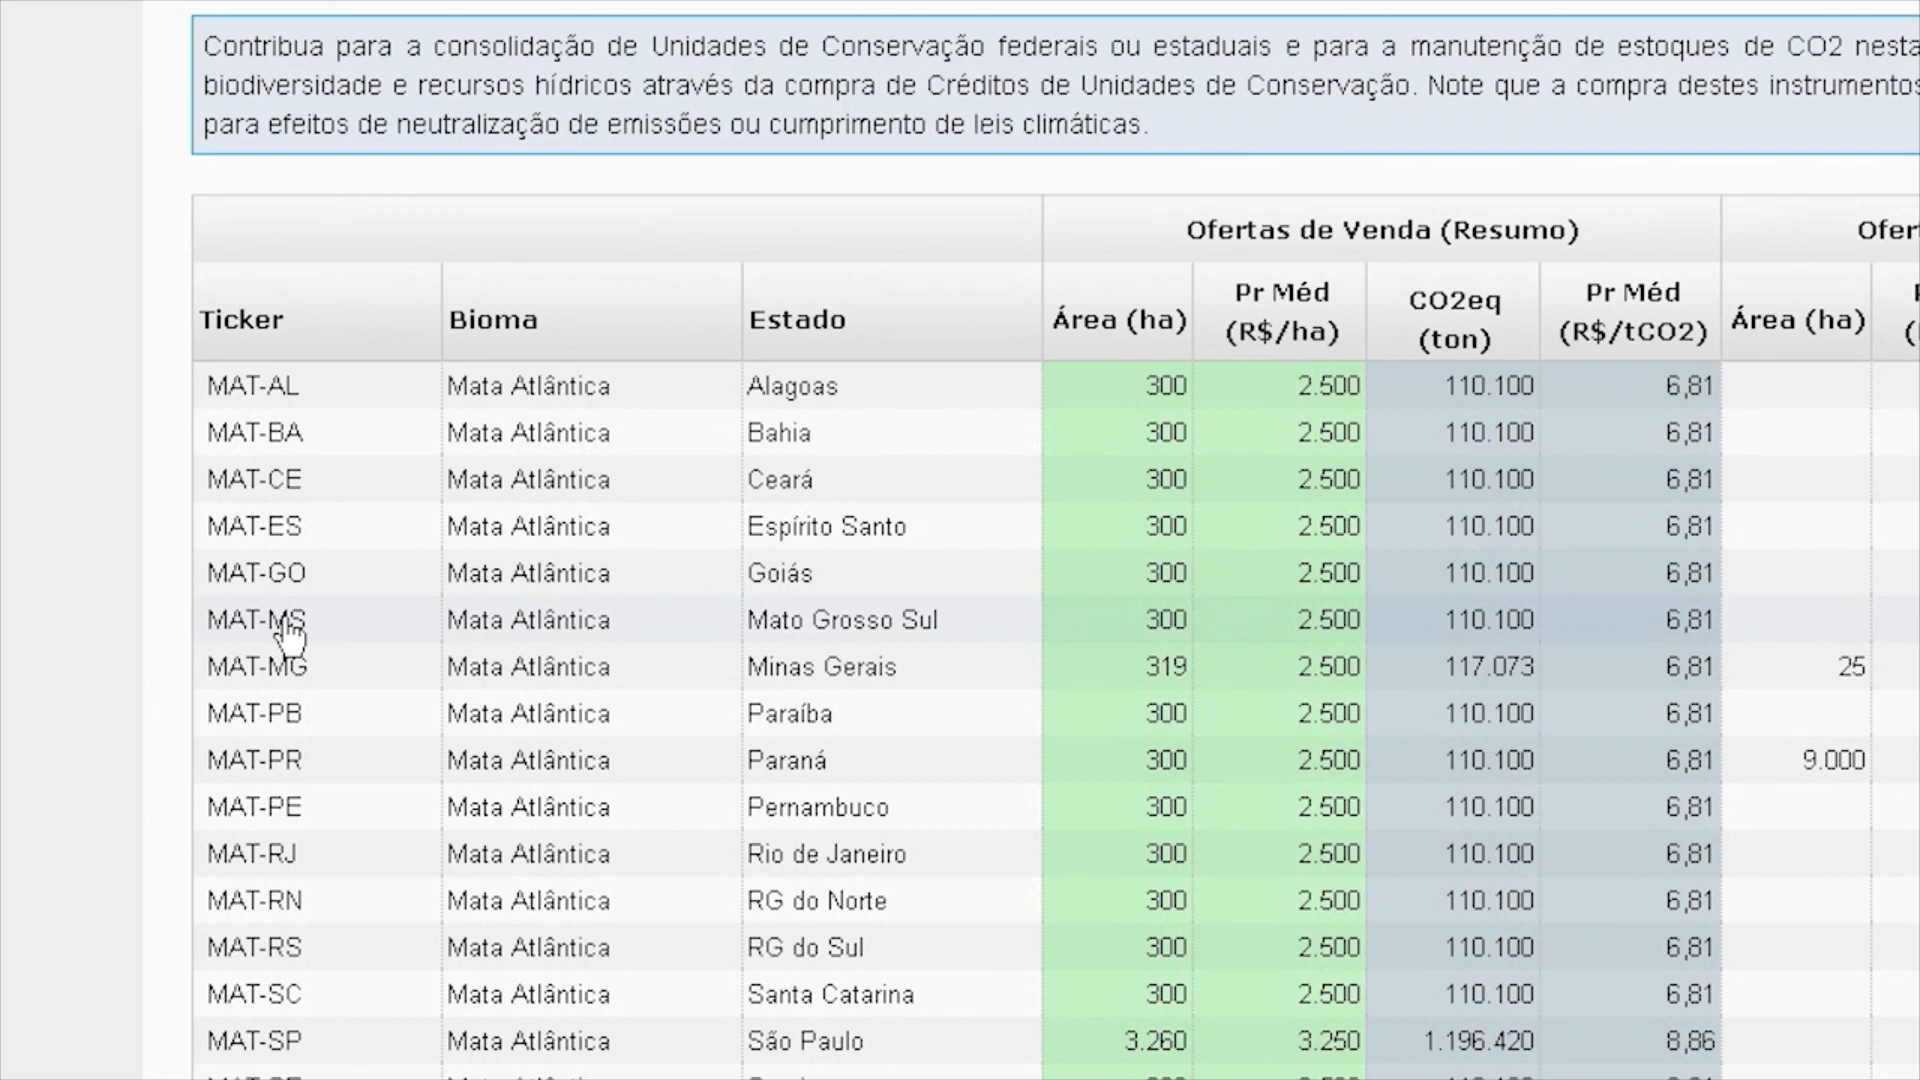 Contribua para a consolidação de Unidades de Conservação federais ou estaduais e para a manutenção de estoques de CO2 nesta
biodiversidade e recursos hídricos através da compra de Créditos de Unidades de Conservação. Note que a compra destes instrumentos
para efeitos de neutralização de emissões ou cumprimento de leis climáticas.
Ofertas de Venda (Resumo) Ofer
Ticker Bioma Estado Área (ha) Pr Méd (R$/ha) CO2eq (ton) Pr Méd (R$/tCO2) Área (ha)
MAT-AL Mata Atlântica Alagoas 300 2.500 110.100 6,81
MAT-BA Mata Atlântica Bahia 300 2.500 110.100 6,81
MAT-CE Mata Atlântica Ceará 300 2.500 110.100 6,81
MAT-ES Mata Atlântica Espírito Santo 300 2.500 110.100 6,81
MAT-GO Mata Atlântica Goiás 300 2.500 110.100 6,81
MAT-MS Mata Atlântica Mato Grosso Sul 300 2.500 110.100 6,81
MAT-MG Mata Atlântica Minas Gerais 319 2.500 117.073 6,81 25
MAT-PB Mata Atlântica Paraíba 300 2.500 110.100 6,81
MAT-PR Mata Atlântica Paraná 300 2.500 110.100 6,81 9.000
MAT-PE Mata Atlântica Pernambuco 300 2.500 110.100 6,81
MAT-RJ Mata Atlântica Rio de Janeiro 300 2.500 110.100 6,81
MAT-RN Mata Atlântica RG do Norte 300 2.500 110.100 6,81
MAT-RS Mata Atlântica RG do Sul 300 2.500 110.100 6,81
MAT-SC Mata Atlântica Santa Catarina 300 2.500 110.100 6,81
MAT-SP Mata Atlântica São Paulo 3.260 3.250 1.196.420 8,86